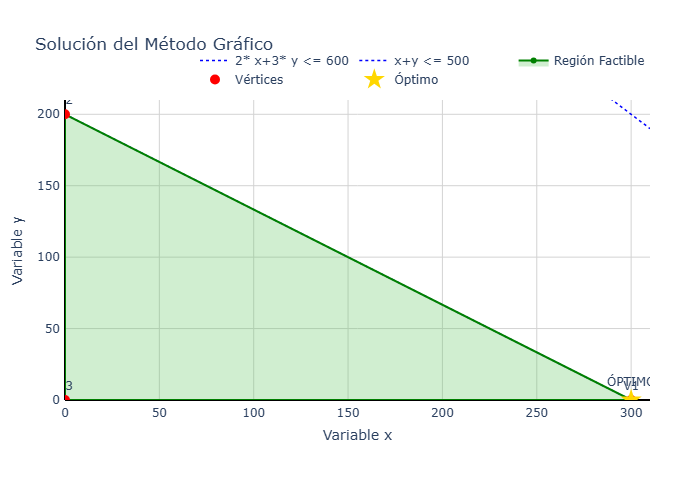 Solución del Método Gráfico
2* x+3* y <= 600 x+y <= 500 Región Factible
Vértices Óptimo
200
150
100
50
0
Variable y
2
3
ÓPTIMO
V1
0 50 100 150 200 250 300
Variable x